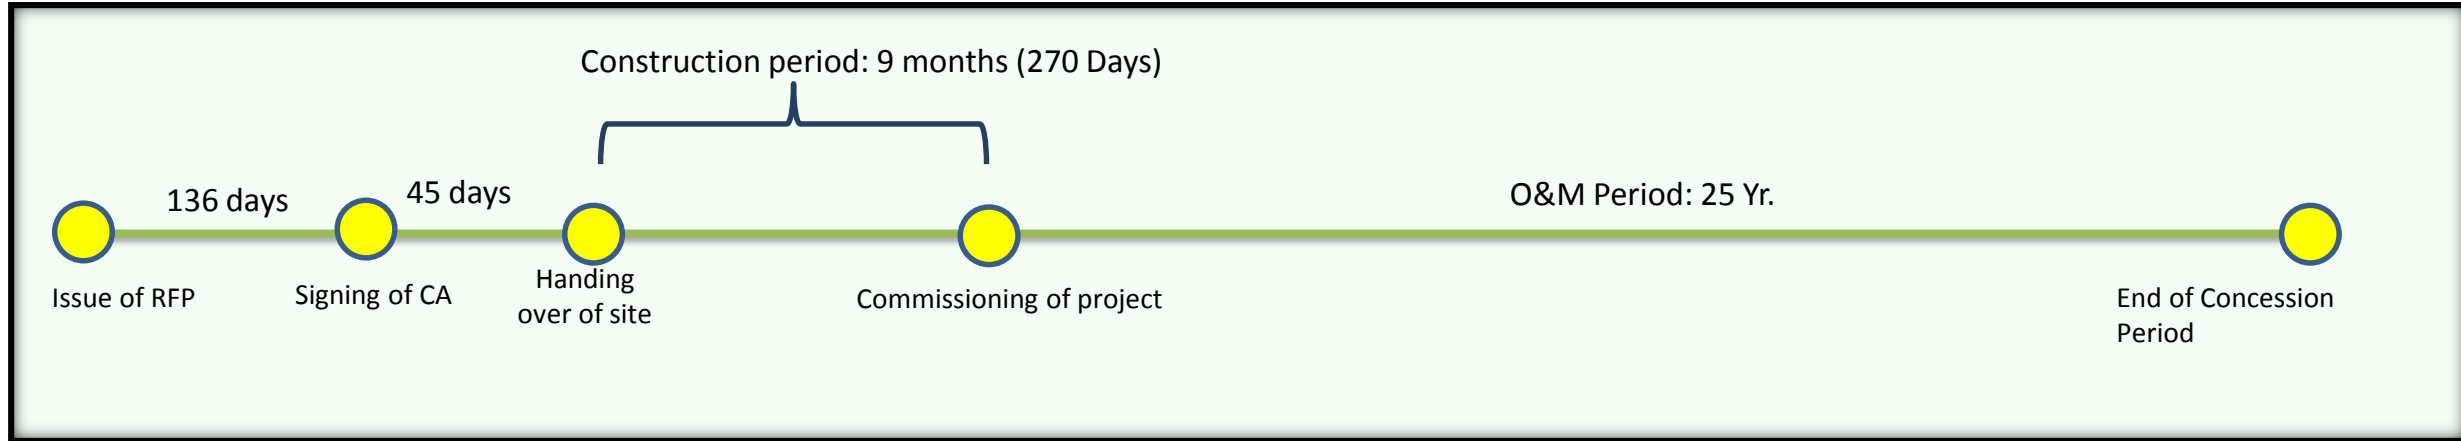 Construction period: 9 months (270 Days)
136 days
45 days
O&M Period: 25 Yr.
Issue of RFP
Signing of CA
Handing
over of site
Commissioning of project
End of Concession
Period